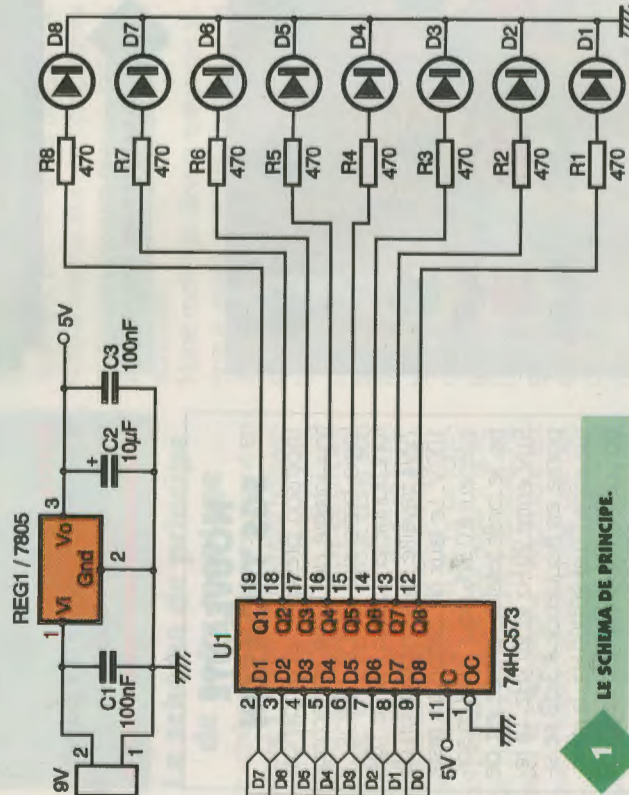 REG1 / 7805
9V
2
1
1
Vi
Vo
3
Gnd
2
5V
C1
100nF
C2
10µF
+
C3
100nF
U1
D7
D6
D5
D4
D3
D2
D1
D0
2
3
4
5
6
7
8
9
11
1
D1
D2
D3
D4
D5
D6
D7
D8
C
OC
Q1
Q2
Q3
Q4
Q5
Q6
Q7
Q8
19
18
17
16
15
14
13
12
5V
74HC573
R8
470
D8
R7
470
D7
R6
470
D6
R5
470
D5
R4
470
D4
R3
470
D3
R2
470
D2
R1
470
D1
1
LE SCHEMA DE PRINCIPE.